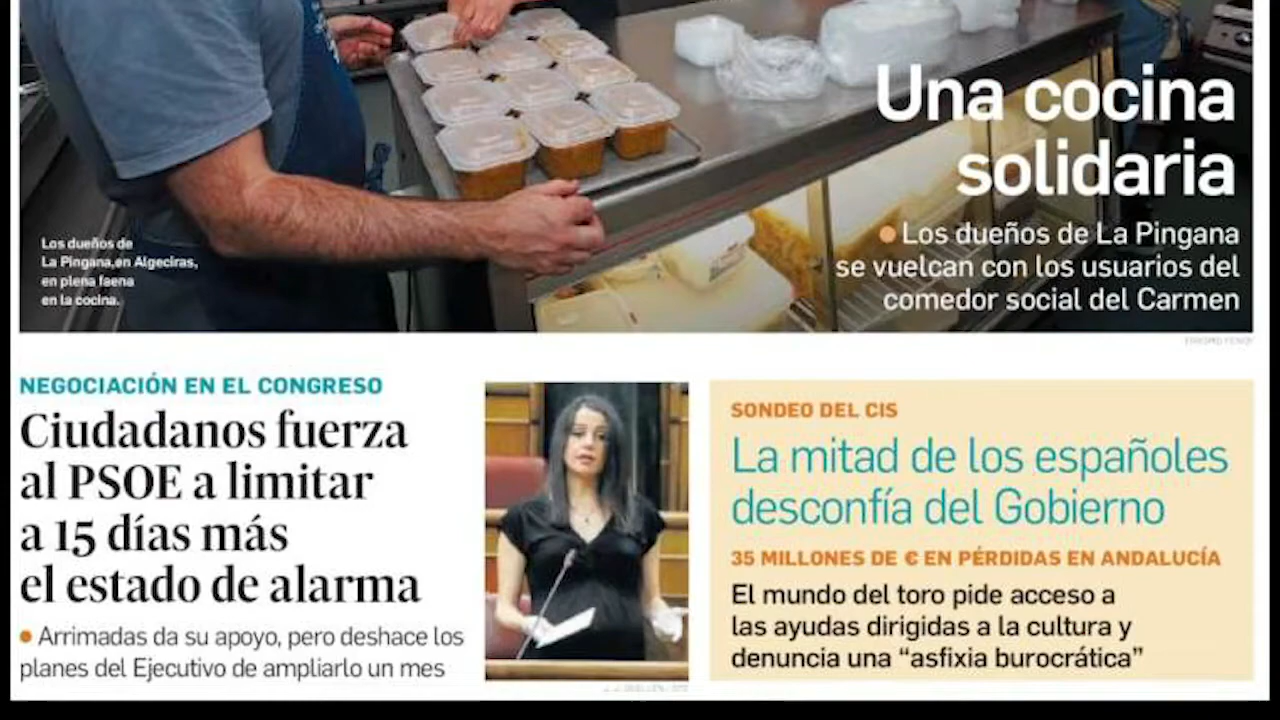 Una cocina
solidaria
Los dueños de La Pingana
se vuelcan con los usuarios del
comedor social del Carmen
Los dueños de
La Pingana,en Algeciras,
en plena faena
en la cocina.
NEGOCIACIÓN EN EL CONGRESO
Ciudadanos fuerza
al PSOE a limitar
a 15 días más
el estado de alarma
• Arrimadas da su apoyo, pero deshace los
planes del Ejecutivo de ampliarlo un mes
SONDEO DEL CIS
La mitad de los españoles
desconfía del Gobierno
35 MILLONES DE € EN PÉRDIDAS EN ANDALUCÍA
El mundo del toro pide acceso a
las ayudas dirigidas a la cultura y
denuncia una “asfixia burocrática”